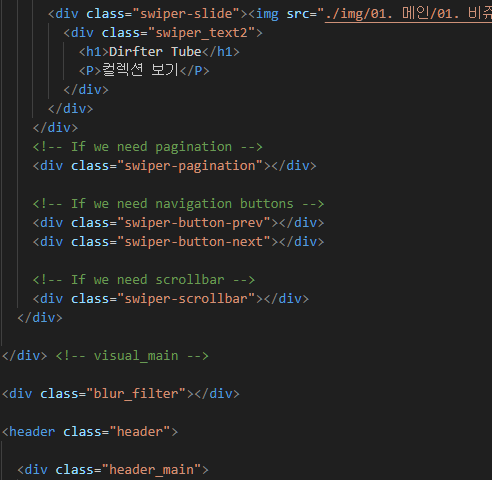 <div class="swiper-slide"><img src="./img/01. 메인/01. 비쥬
<div class="swiper_text2">
<h1>Dirfter Tube</h1>
<P>컬렉션 보기</P>
</div>
</div>
</div>
<!-- If we need pagination -->
<div class="swiper-pagination"></div>
<!-- If we need navigation buttons -->
<div class="swiper-button-prev"></div>
<div class="swiper-button-next"></div>
<!-- If we need scrollbar -->
<div class="swiper-scrollbar"></div>
</div>
</div> <!-- visual_main -->
<div class="blur_filter"></div>
<header class="header">
<div class="header_main">